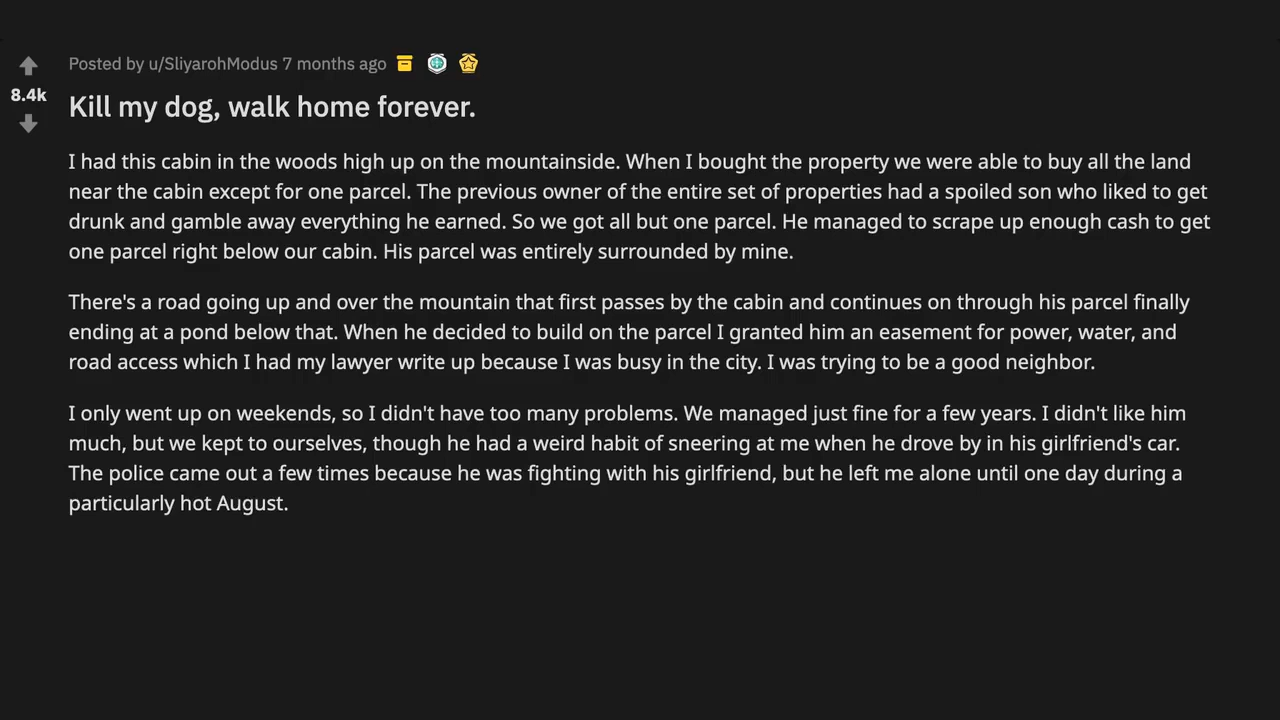 Posted by u/SliyarohModus 7 months ago
8.4k
Kill my dog, walk home forever.
I had this cabin in the woods high up on the mountainside. When I bought the property we were able to buy all the land
near the cabin except for one parcel. The previous owner of the entire set of properties had a spoiled son who liked to get
drunk and gamble away everything he earned. So we got all but one parcel. He managed to scrape up enough cash to get
one parcel right below our cabin. His parcel was entirely surrounded by mine.
There's a road going up and over the mountain that first passes by the cabin and continues on through his parcel finally
ending at a pond below that. When he decided to build on the parcel I granted him an easement for power, water, and
road access which I had my lawyer write up because I was busy in the city. I was trying to be a good neighbor.
I only went up on weekends, so I didn't have too many problems. We managed just fine for a few years. I didn't like him
much, but we kept to ourselves, though he had a weird habit of sneering at me when he drove by in his girlfriend's car.
The police came out a few times because he was fighting with his girlfriend, but he left me alone until one day during a
particularly hot August.